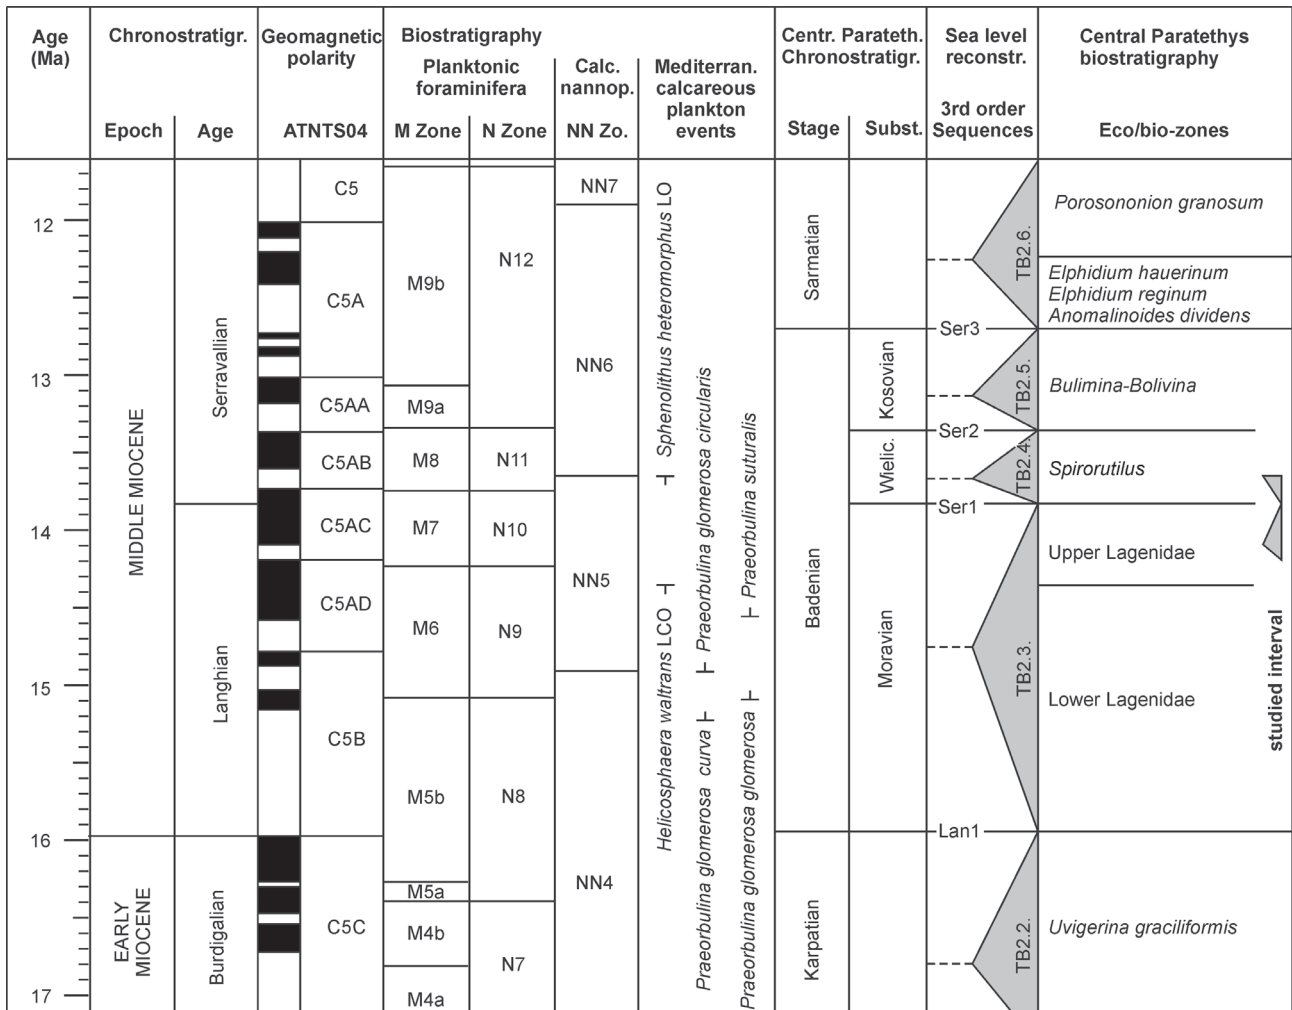 Age
(Ma)
Chronostratigr.
Epoch
Age
Geomagnetic
polarity
ATNTS04
Biostratigraphy
Planktonic
foraminifera
M Zone
N Zone
Calc.
nannop.
NN Zo.
Mediterran.
calcareous
plankton
events
Centr. Parateth.
Chronostratigr.
Stage
Subst.
Sea level
reconstr.
3rd order
Sequences
Central Paratethys
biostratigraphy
Eco/bio-zones
12
13
14
15
16
17
MIDDLE MIOCENE
EARLY
MIOCENE
Serravallian
Langhian
Burdigalian
C5
C5A
C5AA
C5AB
C5AC
C5AD
C5B
C5C
M9b
M9a
M8
M7
M6
M5b
M5a
M4b
M4a
N12
N11
N10
N9
N8
N7
NN7
NN6
NN5
NN4
Sphenolithus heteromorphus LO
Helicosphaera waltrans LCO
Praeorbulina glomerosa circularis
Praeorbulina glomerosa curva
Praeorbulina suturalis
Praeorbulina glomerosa glomerosa
Sarmatian
Badenian
Karpatian
Kosovian
Wielic.
Moravian
Ser3
Ser2
Ser1
Lan1
TB2.6.
TB2.5.
TB2.4.
TB2.3.
TB2.2.
Porosononion granosum
Elphidium hauerinum
Elphidium reginum
Anomalinoides dividens
Bulimina-Bolivina
Spirorutilus
Upper Lagenidae
Lower Lagenidae
Uvigerina graciliformis
studied interval